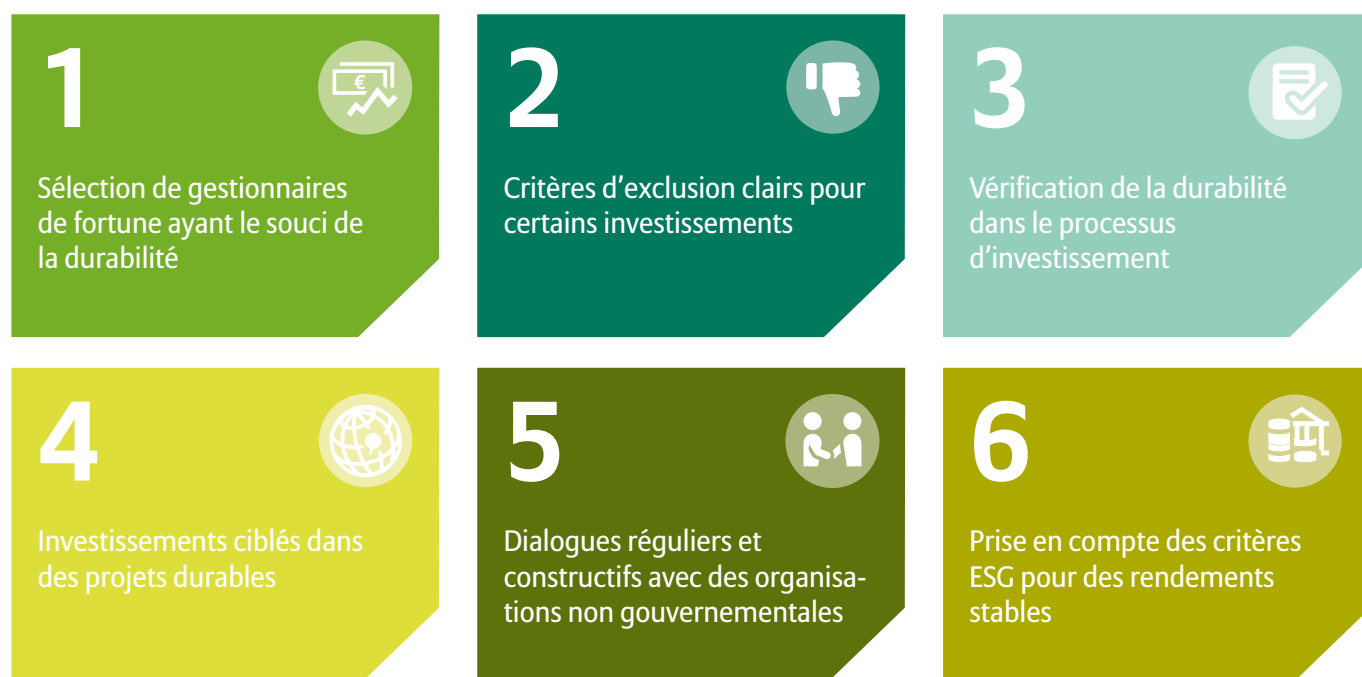 1
Sélection de gestionnaires
de fortune ayant le souci de
la durabilité
2
Critères d’exclusion clairs pour
certains investissements
3
Vérification de la durabilité
dans le processus
d’investissement
4
Investissements ciblés dans
des projets durables
5
Dialogues réguliers et
constructifs avec des organisa-
tions non gouvernementales
6
Prise en compte des critères
ESG pour des rendements
stables